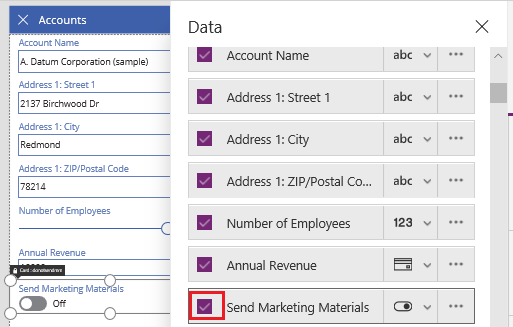 Accounts
Account Name
A. Datum Corporation (sample)
Address 1: Street 1
2137 Birchwood Dr
Address 1: City
Redmond
Address 1: ZIP/Postal Code
78214
Number of Employees
Annual Revenue
Card : donotsendmm
Send Marketing Materials
Off
Data
Account Name abc
Address 1: Street 1 abc
Address 1: City abc
Address 1: ZIP/Postal Co... abc
Number of Employees 123
Annual Revenue
Send Marketing Materials